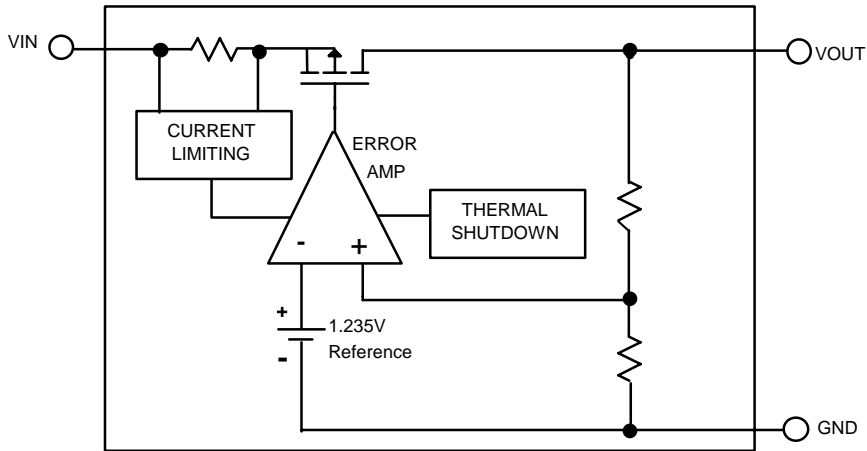 VIN
VOUT
CURRENT
LIMITING
ERROR
AMP
THERMAL
SHUTDOWN
- +
+
1.235V
Reference
-
GND